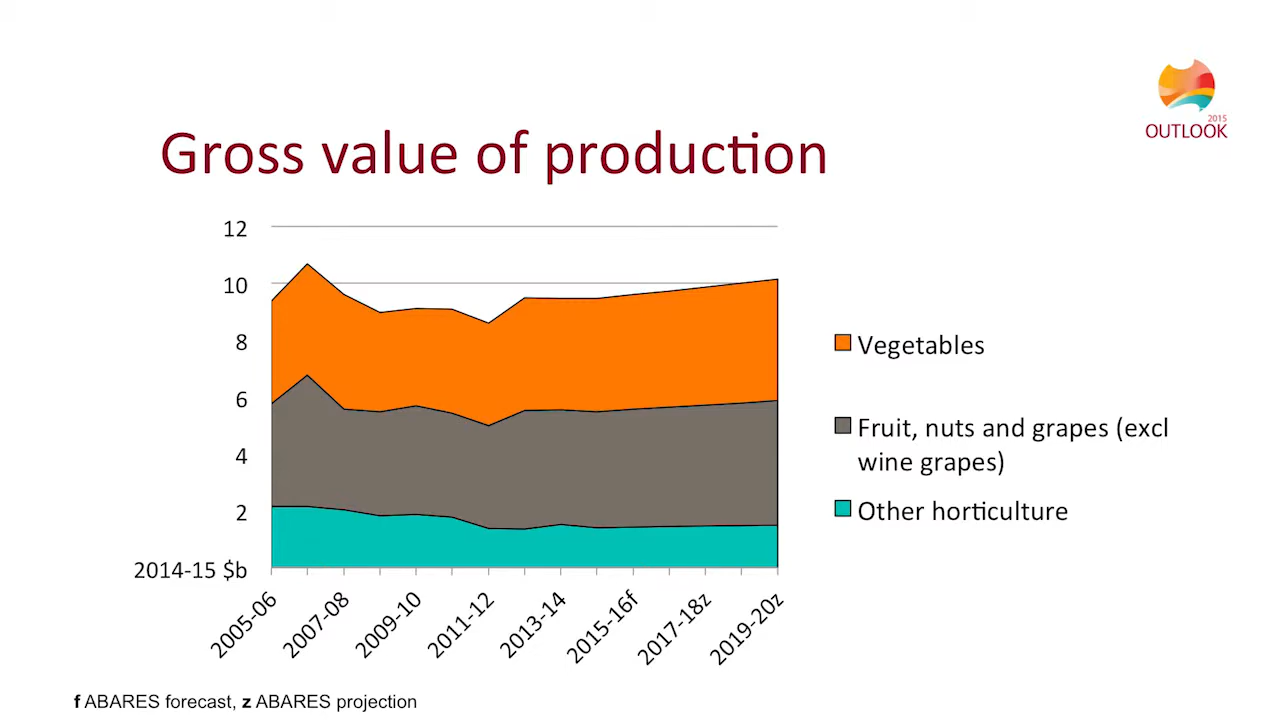 2015
OUTLOOK
Gross value of production
12
10
8
6
4
2
2014-15 $b
2005-06
2007-08
2009-10
2011-12
2013-14
2015-16f
2017-18z
2019-20z
Vegetables
Fruit, nuts and grapes (excl
wine grapes)
Other horticulture
f ABARES forecast, z ABARES projection